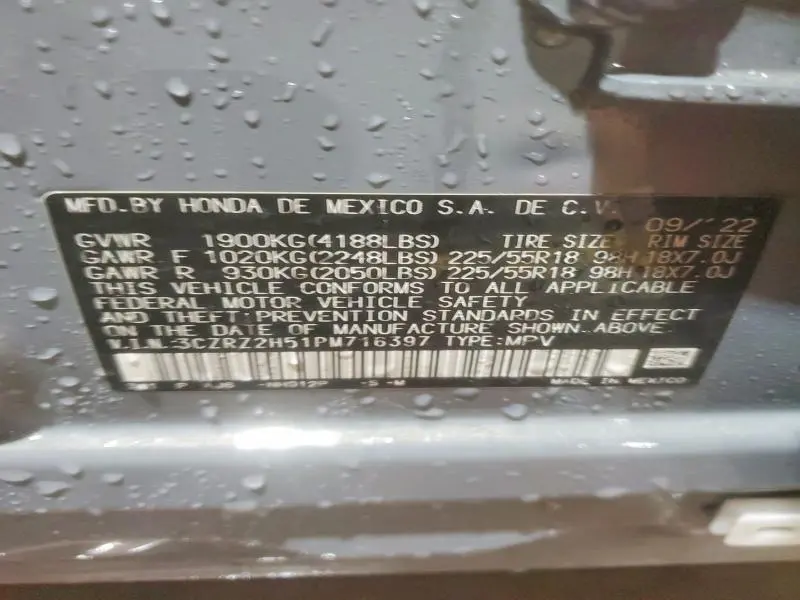 MFD. BY HONDA DE MEXICO S.A. DE C.V. 09/'22
GVWR 1900KG(4188LBS) TIRE SIZE RIM SIZE
GAWR F 1020KG(2248LBS) 225/55R18 98H 18X7.0J
GAWR R 930KG(2050LBS) 225/55R18 98H 18X7.0J
THIS VEHICLE CONFORMS TO ALL APPLICABLE
FEDERAL MOTOR VEHICLE SAFETY
AND THEFT PREVENTION STANDARDS IN EFFECT
ON THE DATE OF MANUFACTURE SHOWN ABOVE.
V.I.N. 3CZRZ2H51PM716397 TYPE:MPV
MADE IN MEXICO